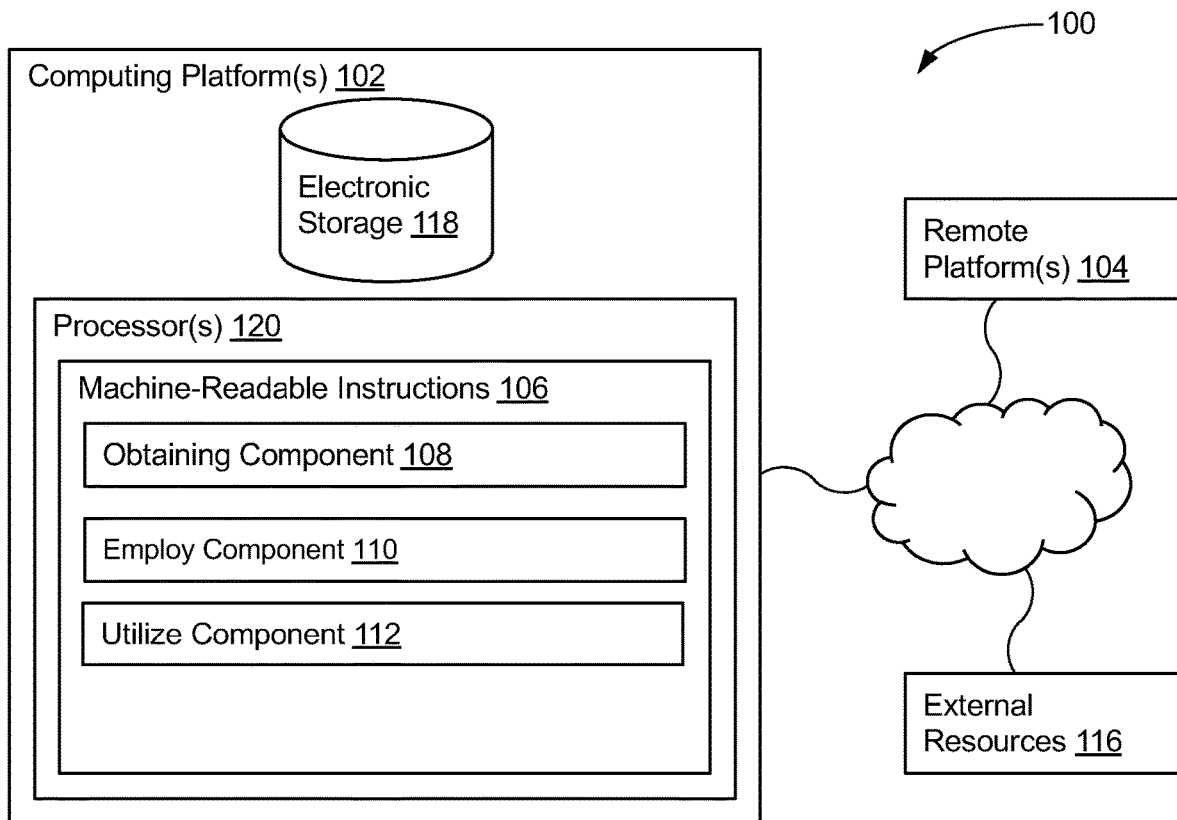 100
Computing Platform(s) 102
Electronic
Storage 118
Remote
Platform(s) 104
Processor(s) 120
Machine-Readable Instructions 106
Obtaining Component 108
Employ Component 110
Utilize Component 112
External
Resources 116